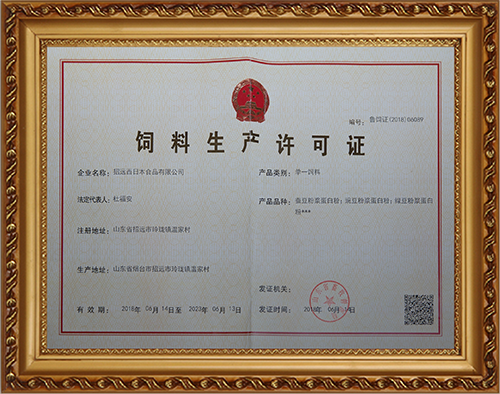 编号：鲁饲证(2018)06089
饲料生产许可证
企业名称：招远西日本食品有限公司
产品类别：单一饲料
法定代表人：杜福安
产品品种：蚕豆粉浆蛋白粉；豌豆粉浆蛋白粉；绿豆粉浆蛋白
粉***
注册地址：山东省招远市玲珑镇温家村
生产地址：山东省烟台市招远市玲珑镇温家村
发证机关：
有效期：2018年 06月 14日至 2023年 06月 13日
发证时间：2018年 06月